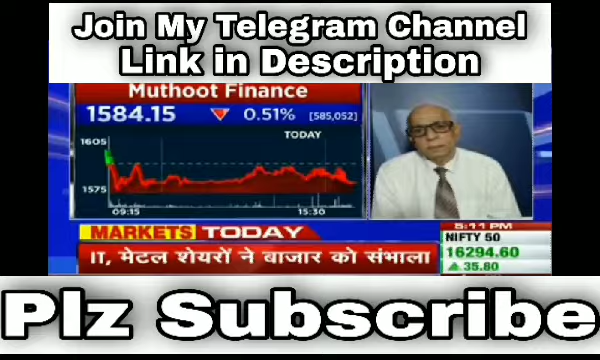 Join My Telegram Channel
Link in Description
Muthoot Finance
1584.15 ▼ 0.51% [585,052]
TODAY
1605
1575
09:15 15:30
MARKETS TODAY
IT, मेटल शेयरों ने बाजार को संभाला
5:11 PM
NIFTY 50
16294.60
▲ 35.80
Plz Subscribe